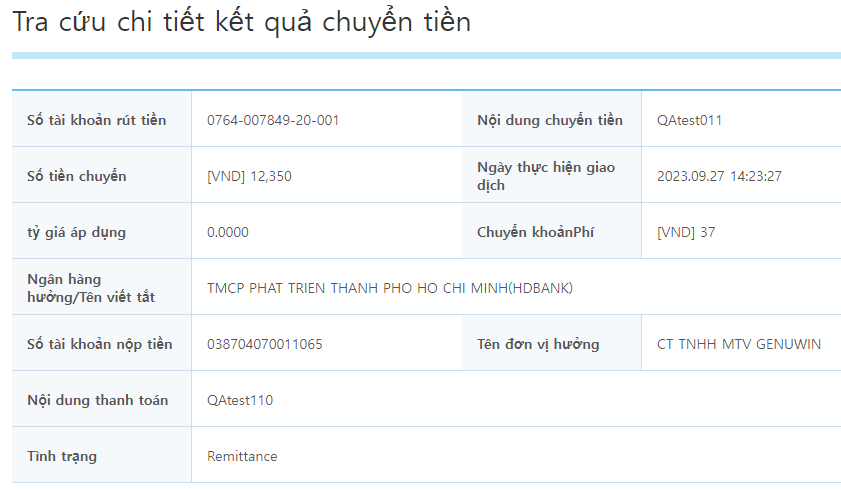 Tra cứu chi tiết kết quả chuyển tiền
Số tài khoản rút tiền 0764-007849-20-001 Nội dung chuyển tiền QAtest011
Số tiền chuyển [VND] 12,350 Ngày thực hiện giao
dịch 2023.09.27 14:23:27
tỷ giá áp dụng 0.0000 Chuyển khoảnPhí [VND] 37
Ngân hàng
hưởng/Tên viết tắt TMCP PHAT TRIEN THANH PHO HO CHI MINH(HDBANK)
Số tài khoản nộp tiền 038704070011065 Tên đơn vị hưởng CT TNHH MTV GENUWIN
Nội dung thanh toán QAtest110
Tình trạng Remittance